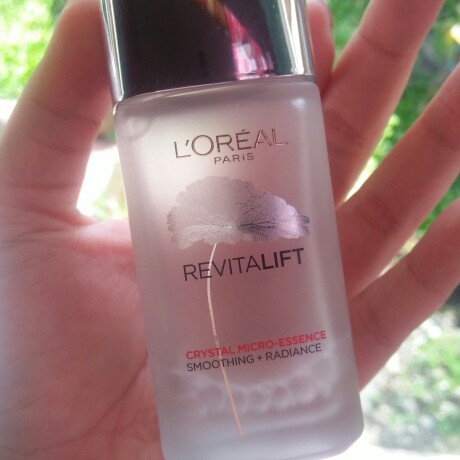 L'ORÉAL
PARIS
REVITALIFT
CRYSTAL MICRO-ESSENCE
SMOOTHING + RADIANCE